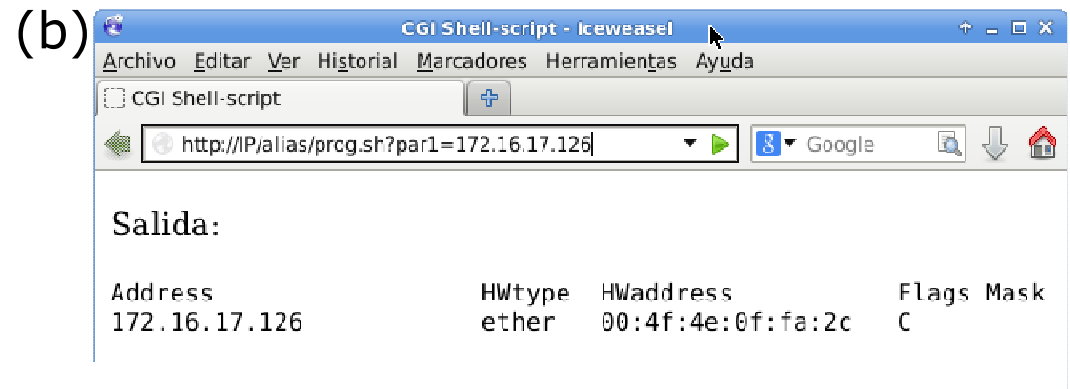 (b)
CGI Shell-script - Iceweasel
Archivo Editar Ver Historial Marcadores Herramientas Ayuda
CGI Shell-script
http://IP/alias/prcg.sh?par1=172.16.17.126 Google
Salida:
Address HWtype HWaddress Flags Mask
172.16.17.126 ether 00:4f:4e:0f:fa:2c C